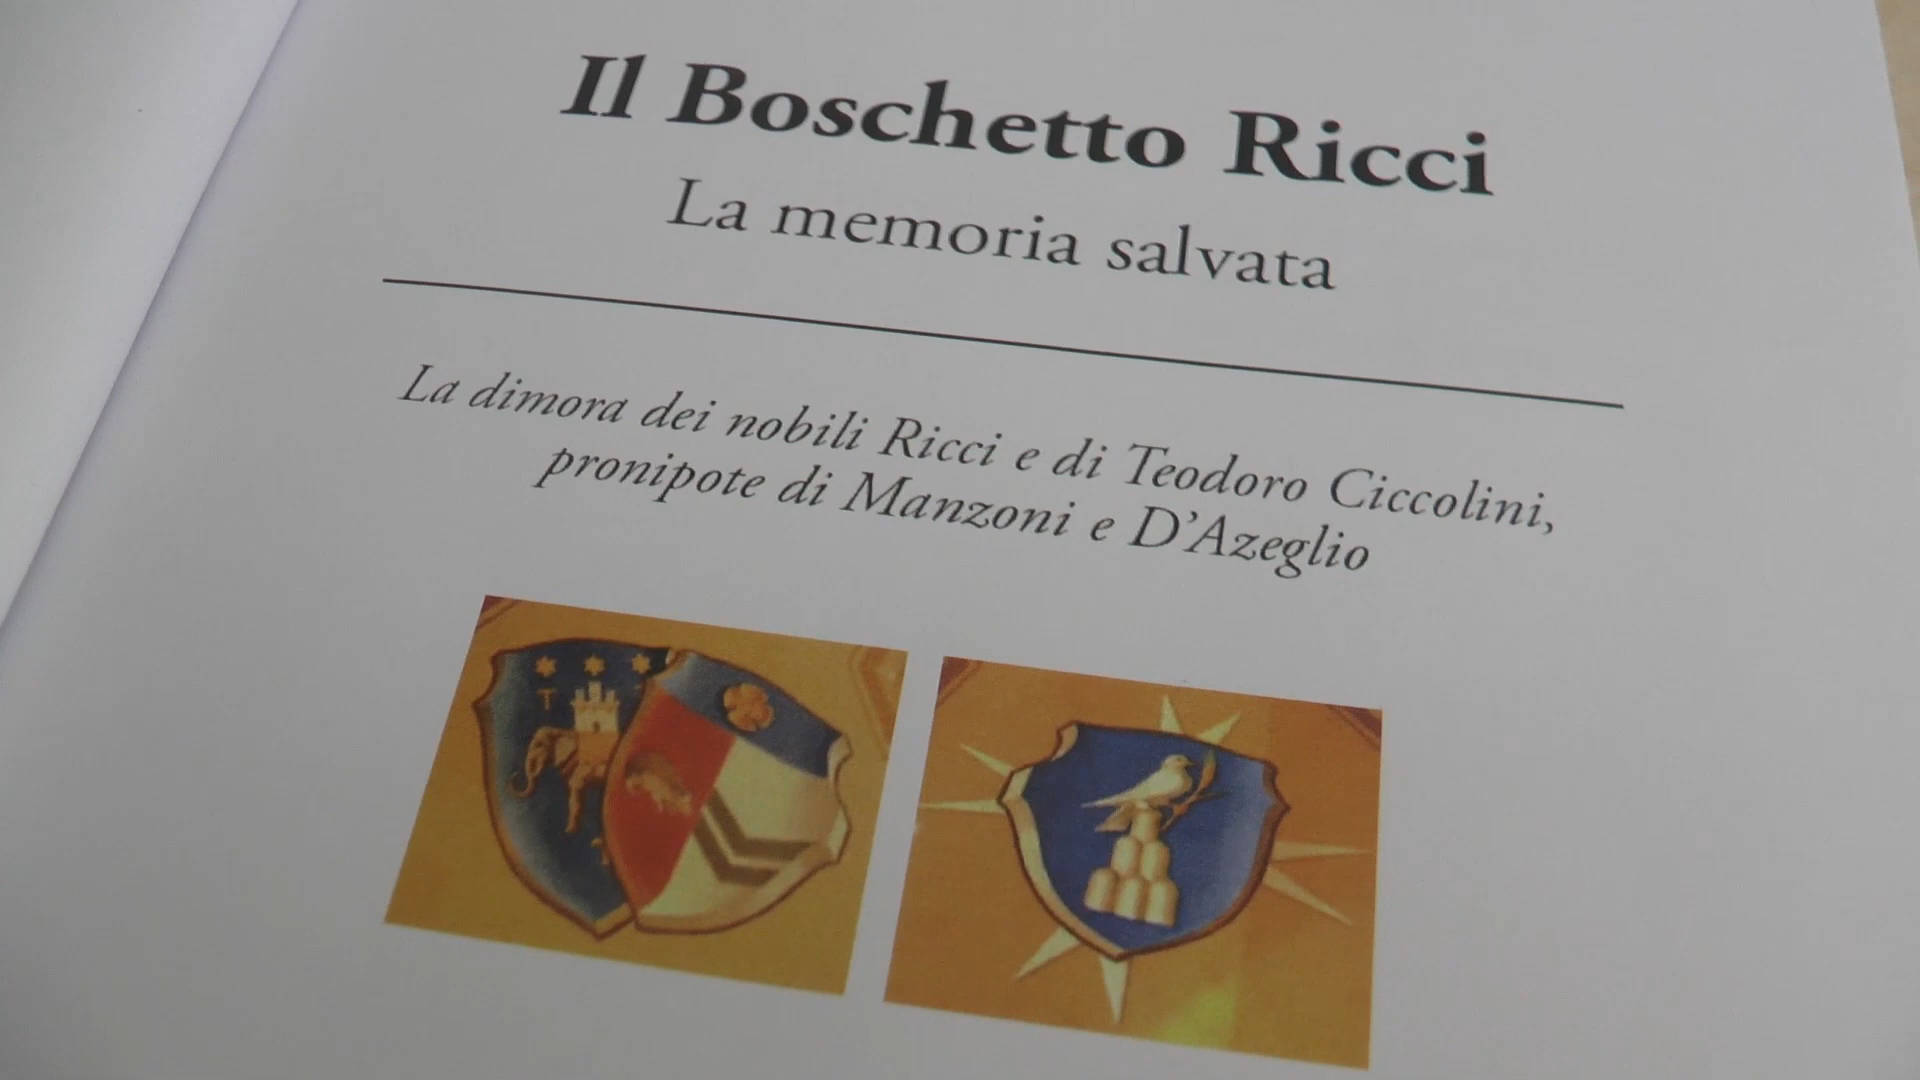 Il Boschetto Ricci
La memoria salvata
La dimora dei nobili Ricci e di Teodoro Ciccolini,
pronipote di Manzoni e D'Azeglio